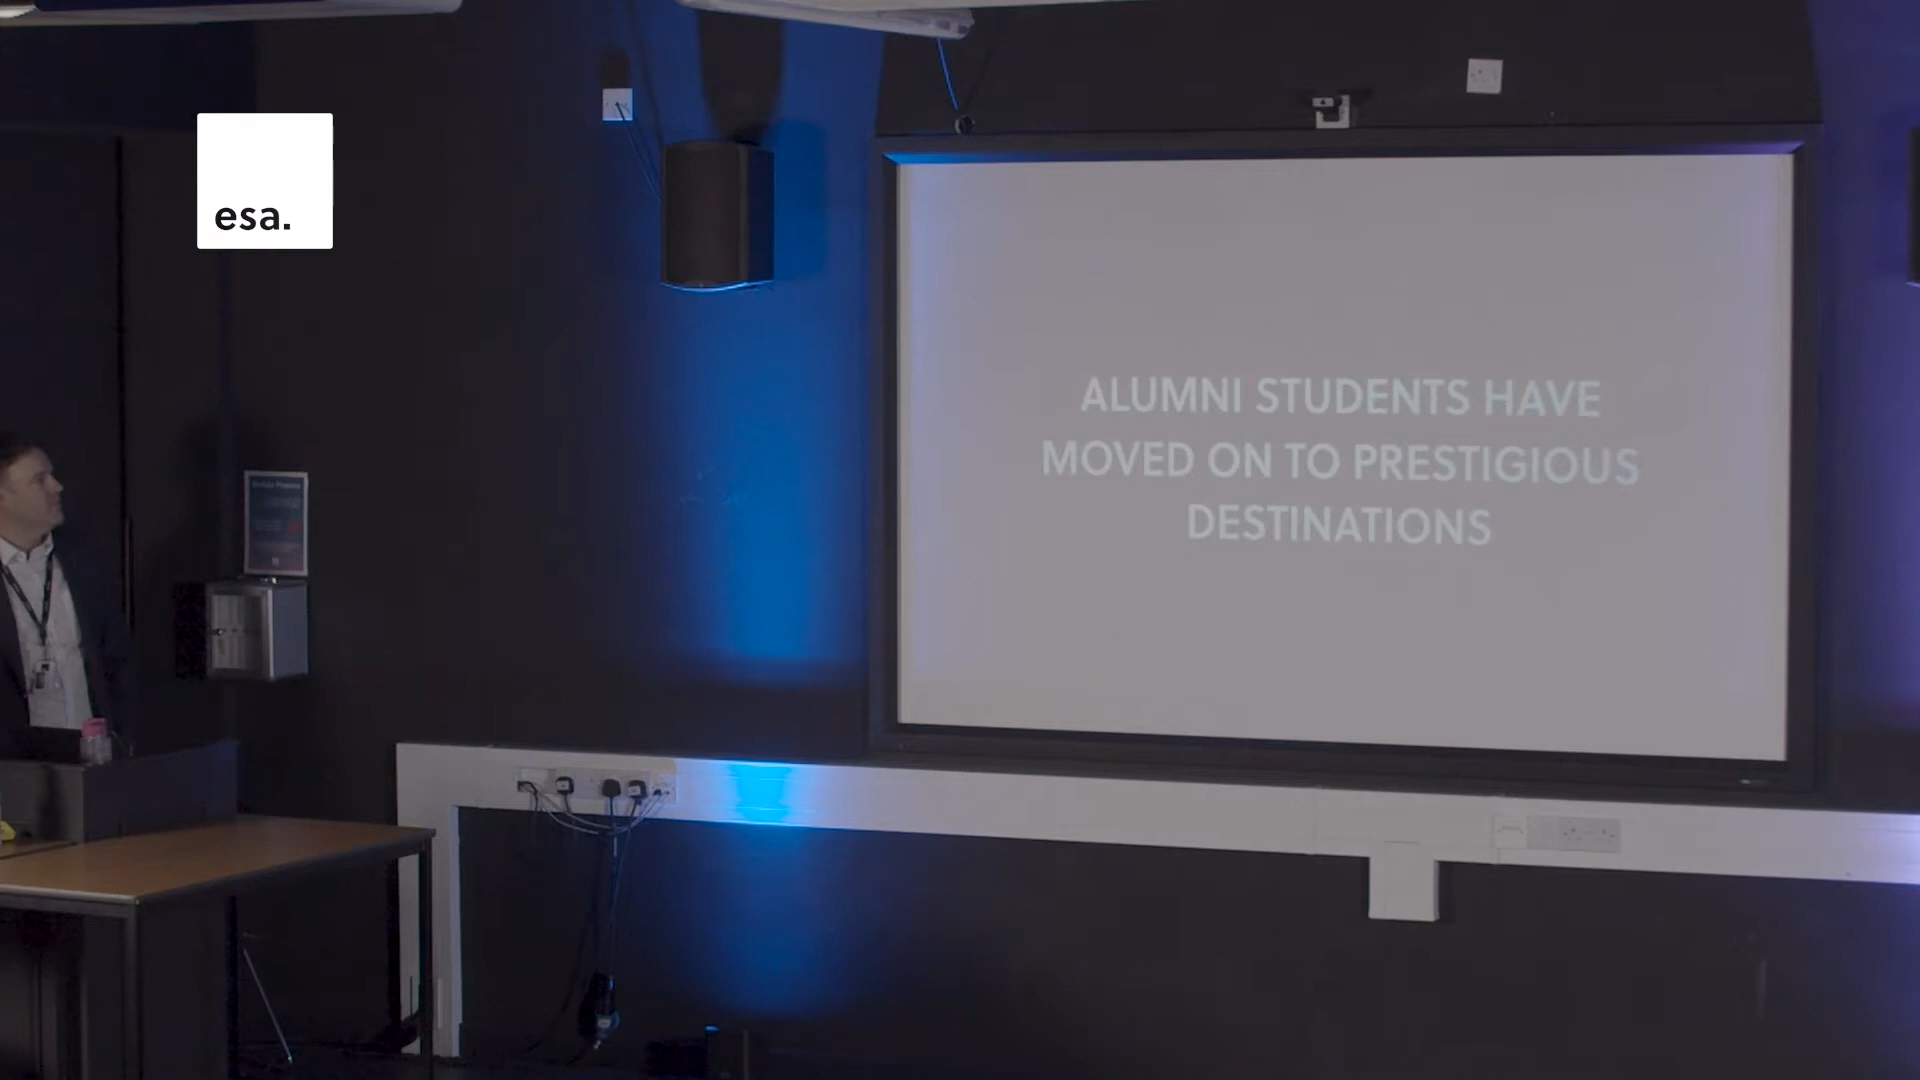 esa.
ALUMNI STUDENTS HAVE
MOVED ON TO PRESTIGIOUS
DESTINATIONS